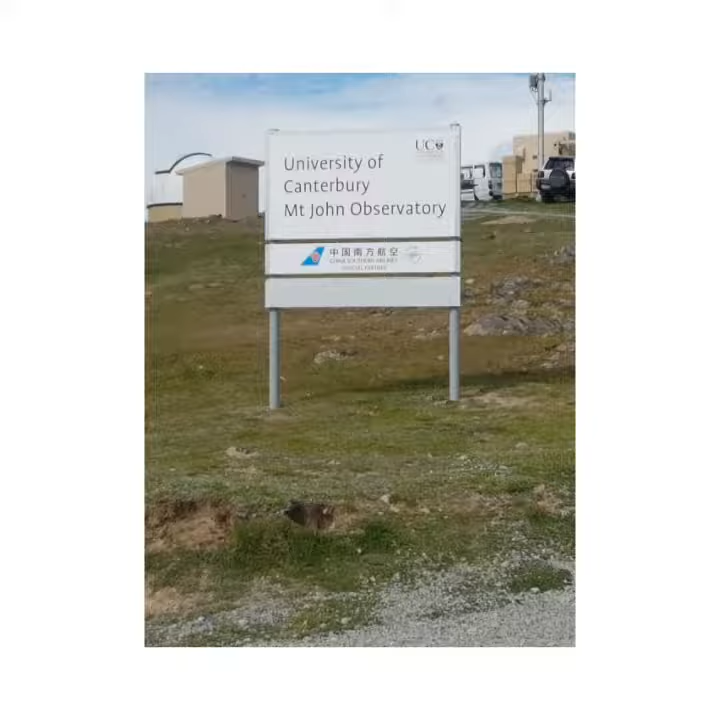 UC
University of
Canterbury
Mt John Observatory
中国南方航空
CHINA SOUTHERN AIRLINES